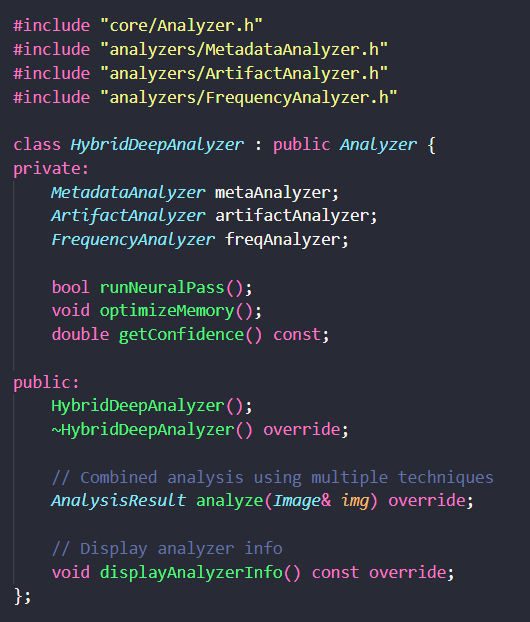 #include "core/Analyzer.h"
#include "analyzers/MetadataAnalyzer.h"
#include "analyzers/ArtifactAnalyzer.h"
#include "analyzers/FrequencyAnalyzer.h"

class HybridDeepAnalyzer : public Analyzer {
private:
    MetadataAnalyzer metaAnalyzer;
    ArtifactAnalyzer artifactAnalyzer;
    FrequencyAnalyzer freqAnalyzer;

    bool runNeuralPass();
    void optimizeMemory();
    double getConfidence() const;

public:
    HybridDeepAnalyzer();
    ~HybridDeepAnalyzer() override;

    // Combined analysis using multiple techniques
    AnalysisResult analyze(Image& img) override;

    // Display analyzer info
    void displayAnalyzerInfo() const override;
};